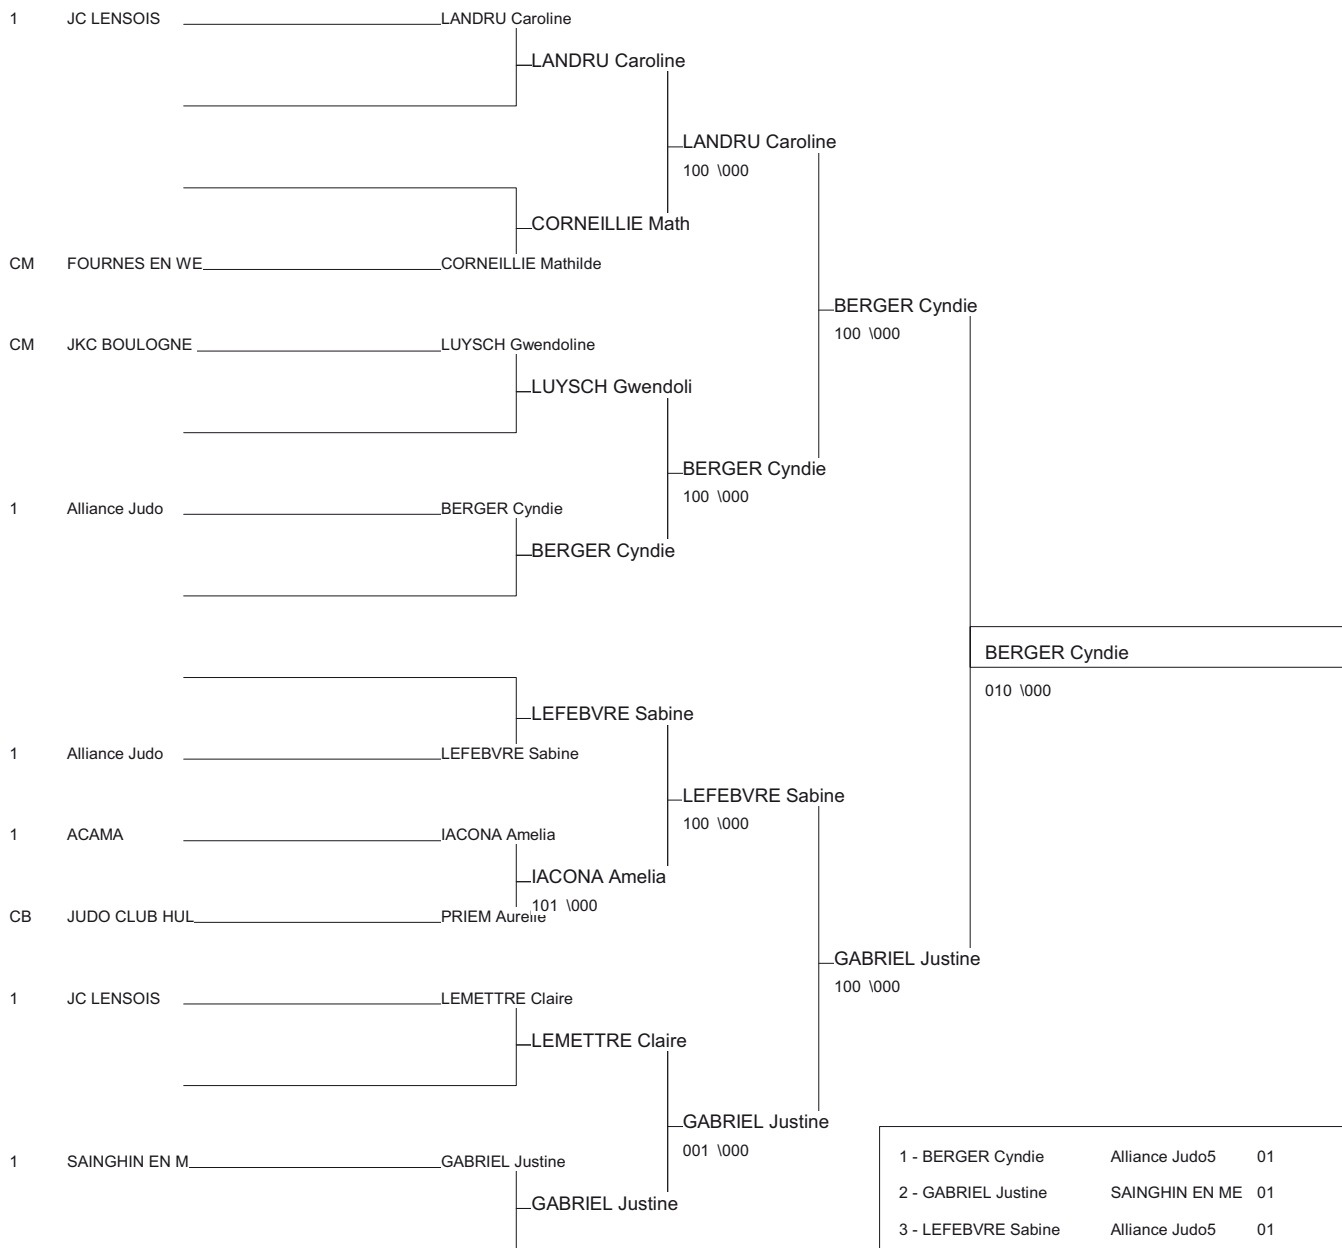 1 JC LENSOIS LANDRU Caroline
LANDRU Caroline
LANDRU Caroline
100 \000
CORNEILLIE Math
CM FOURNES EN WE CORNEILLIE Mathilde
BERGER Cyndie
100 \000
CM JKC BOULOGNE LUYSCH Gwendoline
LUYSCH Gwendoli
BERGER Cyndie
100 \000
1 Alliance Judo BERGER Cyndie
BERGER Cyndie
BERGER Cyndie
010 \000
LEFEBVRE Sabine
1 Alliance Judo LEFEBVRE Sabine
LEFEBVRE Sabine
100 \000
1 ACAMA IACONA Amelia
IACONA Amelia
101 \000
CB JUDO CLUB HUL PRIEM Aurelie
GABRIEL Justine
100 \000
1 JC LENSOIS LEMETTRE Claire
LEMETTRE Claire
GABRIEL Justine
001 \000
1 SAINGHIN EN M GABRIEL Justine
GABRIEL Justine
1 - BERGER Cyndie Alliance Judo5 01
2 - GABRIEL Justine SAINGHIN EN ME 01
3 - LEFEBVRE Sabine Alliance Judo5 01